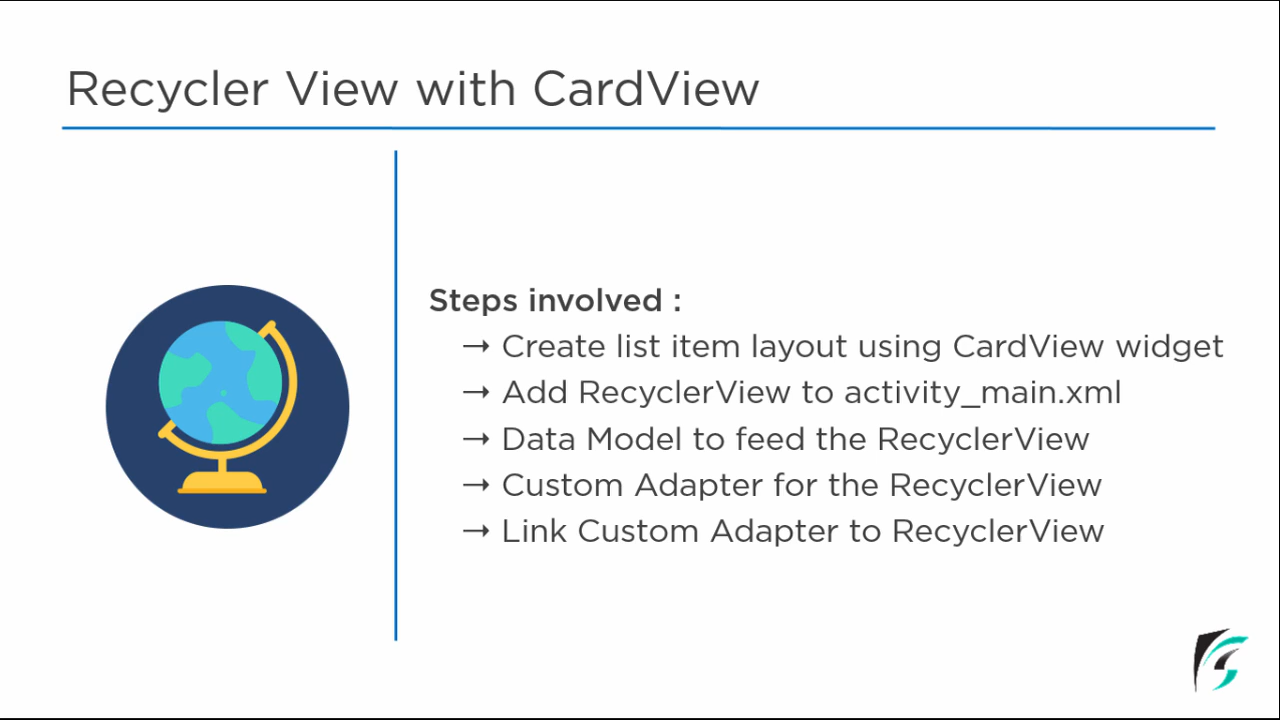 Recycler View with CardView
Steps involved :
→ Create list item layout using CardView widget
→ Add RecyclerView to activity_main.xml
→ Data Model to feed the RecyclerView
→ Custom Adapter for the RecyclerView
→ Link Custom Adapter to RecyclerView